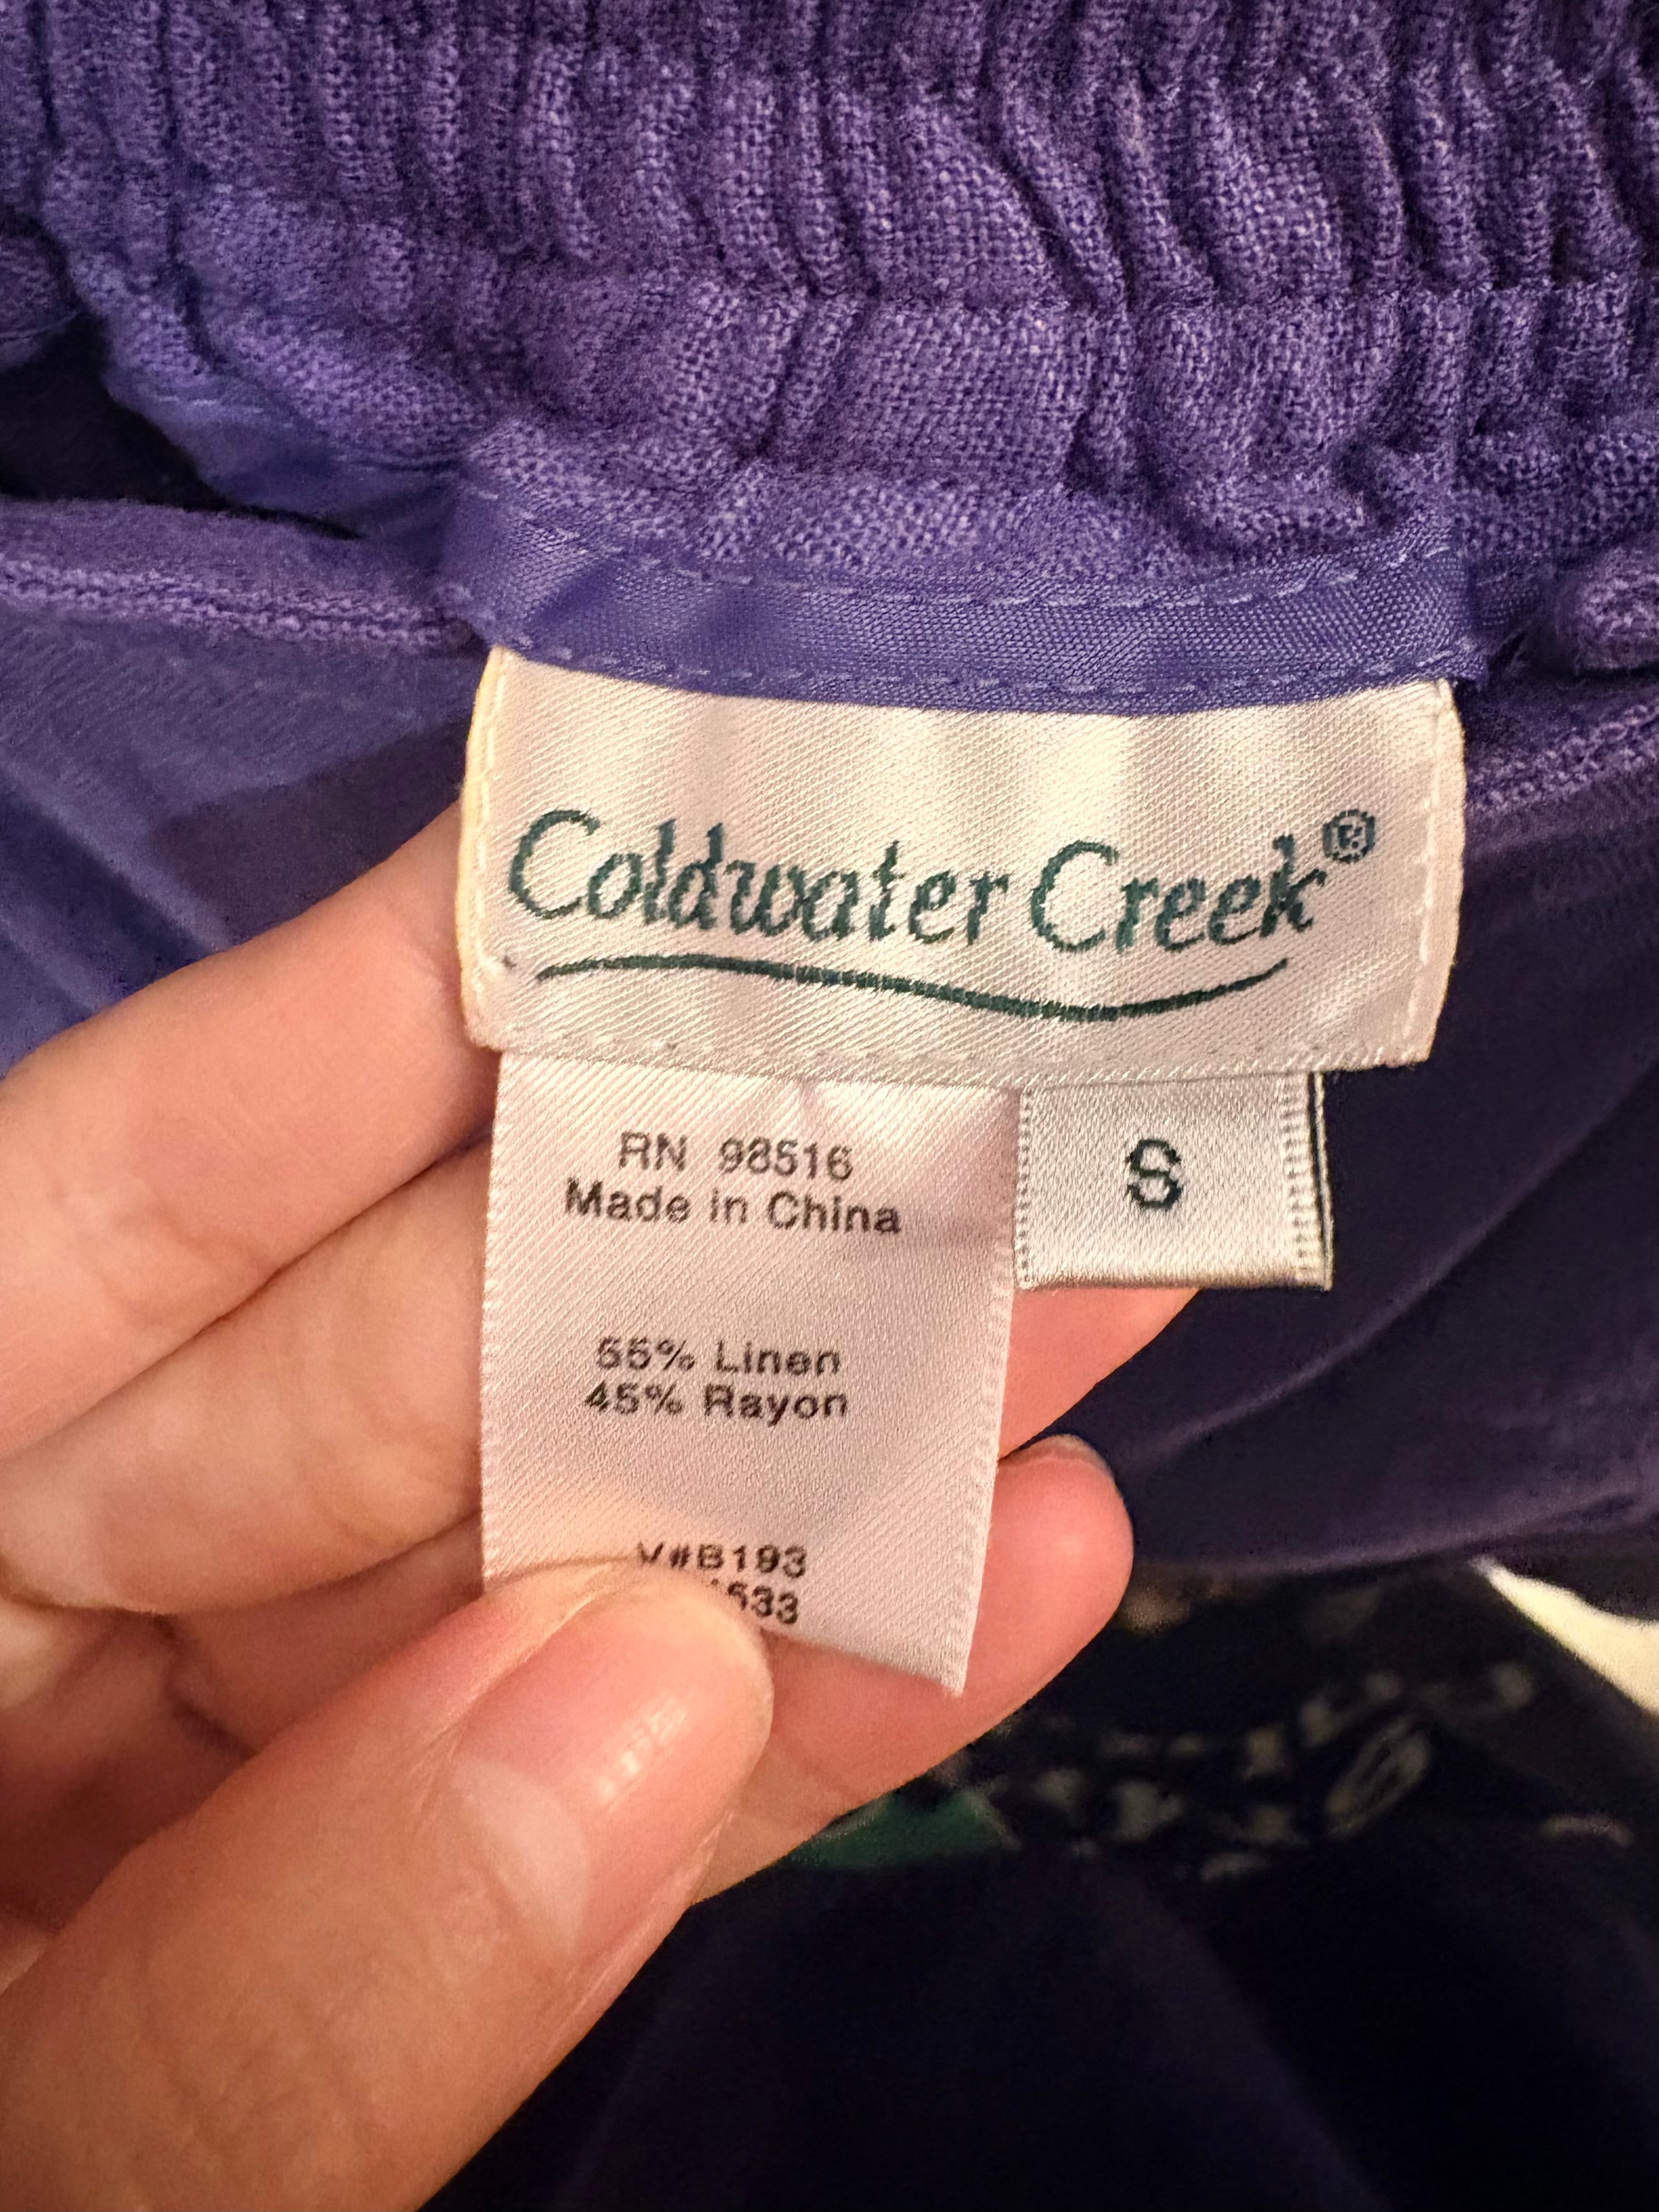 Coldwater Creek®
S
RN 98516
Made in China
55% Linen
45% Rayon
V#B193